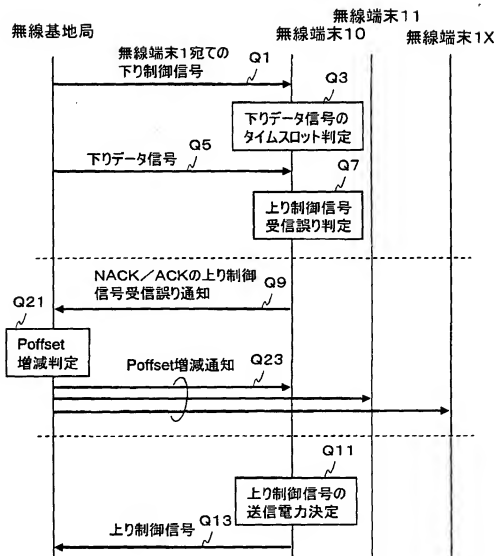 無線基地局
無線端末10
無線端末11
無線端末1X
無線端末1宛ての
下り制御信号
Q1
Q3
下りデータ信号の
タイムスロット判定
下りデータ信号
Q5
Q7
上り制御信号
受信誤り判定
NACK／ACKの上り制御
信号受信誤り通知
Q9
Q21
Poffset
増減判定
Poffset増減通知
Q23
Q11
上り制御信号の
送信電力決定
上り制御信号
Q13